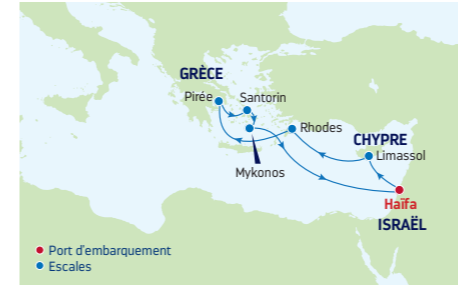 GRÈCE
Pirée
Santorin
Rhodes
CHYPRE
Limassol
Mykonos
Haïfa
ISRAËL
Port d'embarquement
Escales